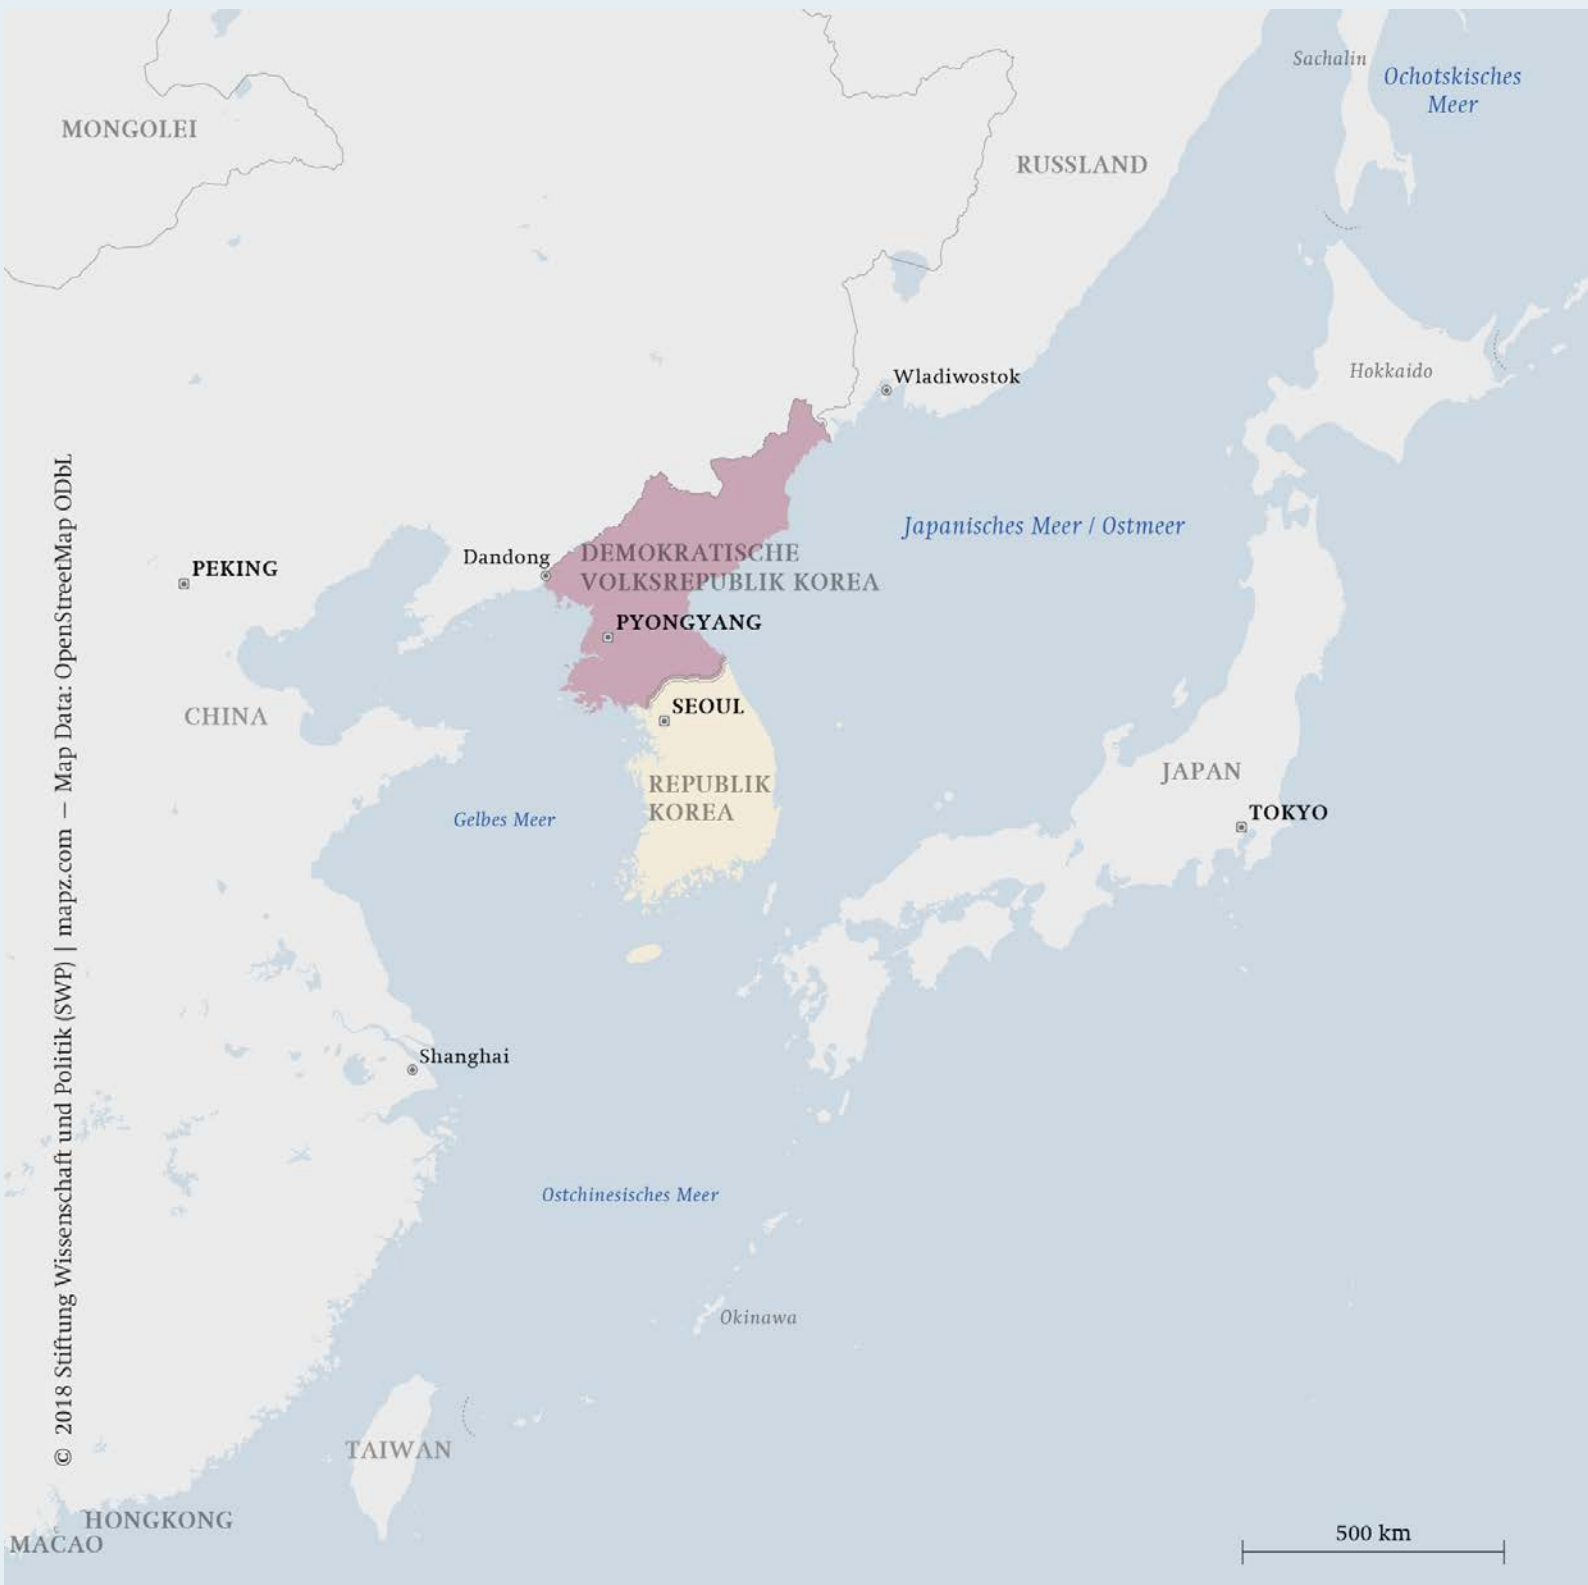 Sachalin
Ochotskisches
Meer
MONGOLEI
RUSSLAND
Hokkaido
Wladiwostok
Japanisches Meer / Ostmeer
Dandong
DEMOKRATISCHE
VOLKSREPUBLIK KOREA
PEKING
PYONGYANG
CHINA
SEOUL
REPUBLIK
KOREA
JAPAN
TOKYO
Gelbes Meer
Shanghai
Ostchinesisches Meer
Okinawa
TAIWAN
HONGKONG
MACAO
500 km
© 2018 Stiftung Wissenschaft und Politik (SWP) | mapz.com – Map Data: OpenStreetMap ODbL